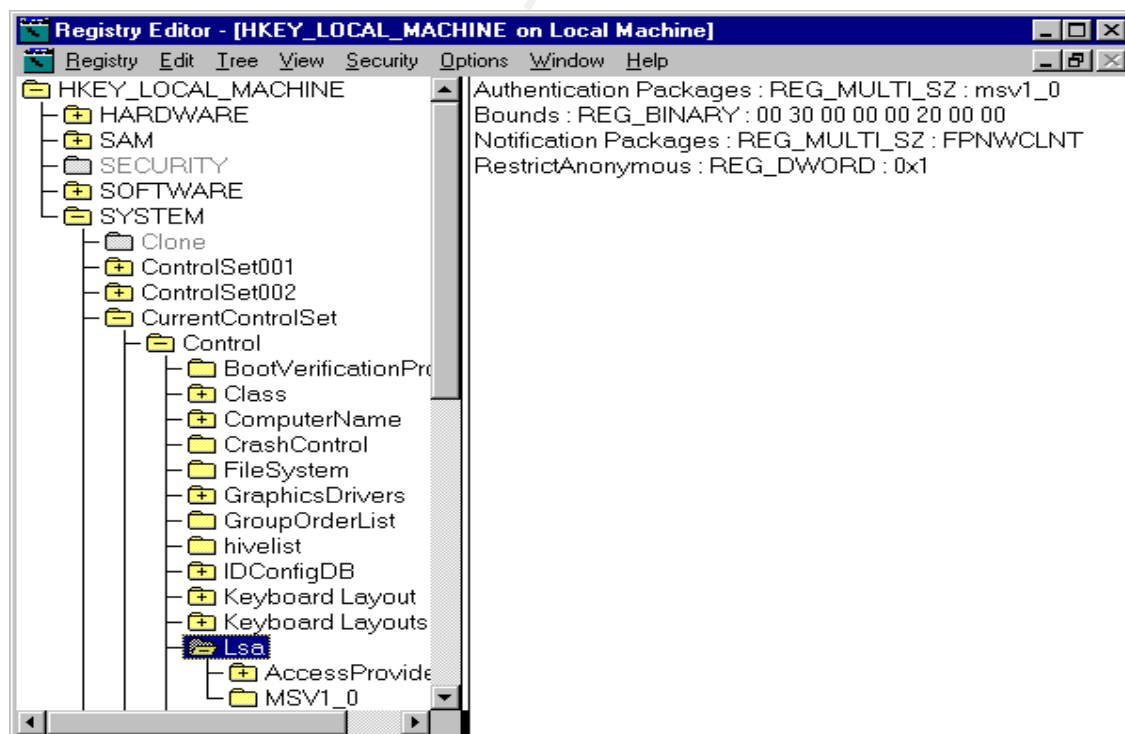 Registry Editor - [HKEY_LOCAL_MACHINE on Local Machine]
Registry Edit Tree View Security Options Window Help
HKEY_LOCAL_MACHINE
HARDWARE
SAM
SECURITY
SOFTWARE
SYSTEM
Clone
ControlSet001
ControlSet002
CurrentControlSet
Control
BootVerificationPro
Class
ComputerName
CrashControl
FileSystem
GraphicsDrivers
GroupOrderList
hivelist
IDConfigDB
Keyboard Layout
Keyboard Layouts
Lsa
AccessProvide
MSV1_0
Authentication Packages : REG_MULTI_SZ : msv1_0
Bounds : REG_BINARY : 00 30 00 00 00 20 00 00
Notification Packages : REG_MULTI_SZ : FPNWCLNT
RestrictAnonymous : REG_DWORD : 0x1